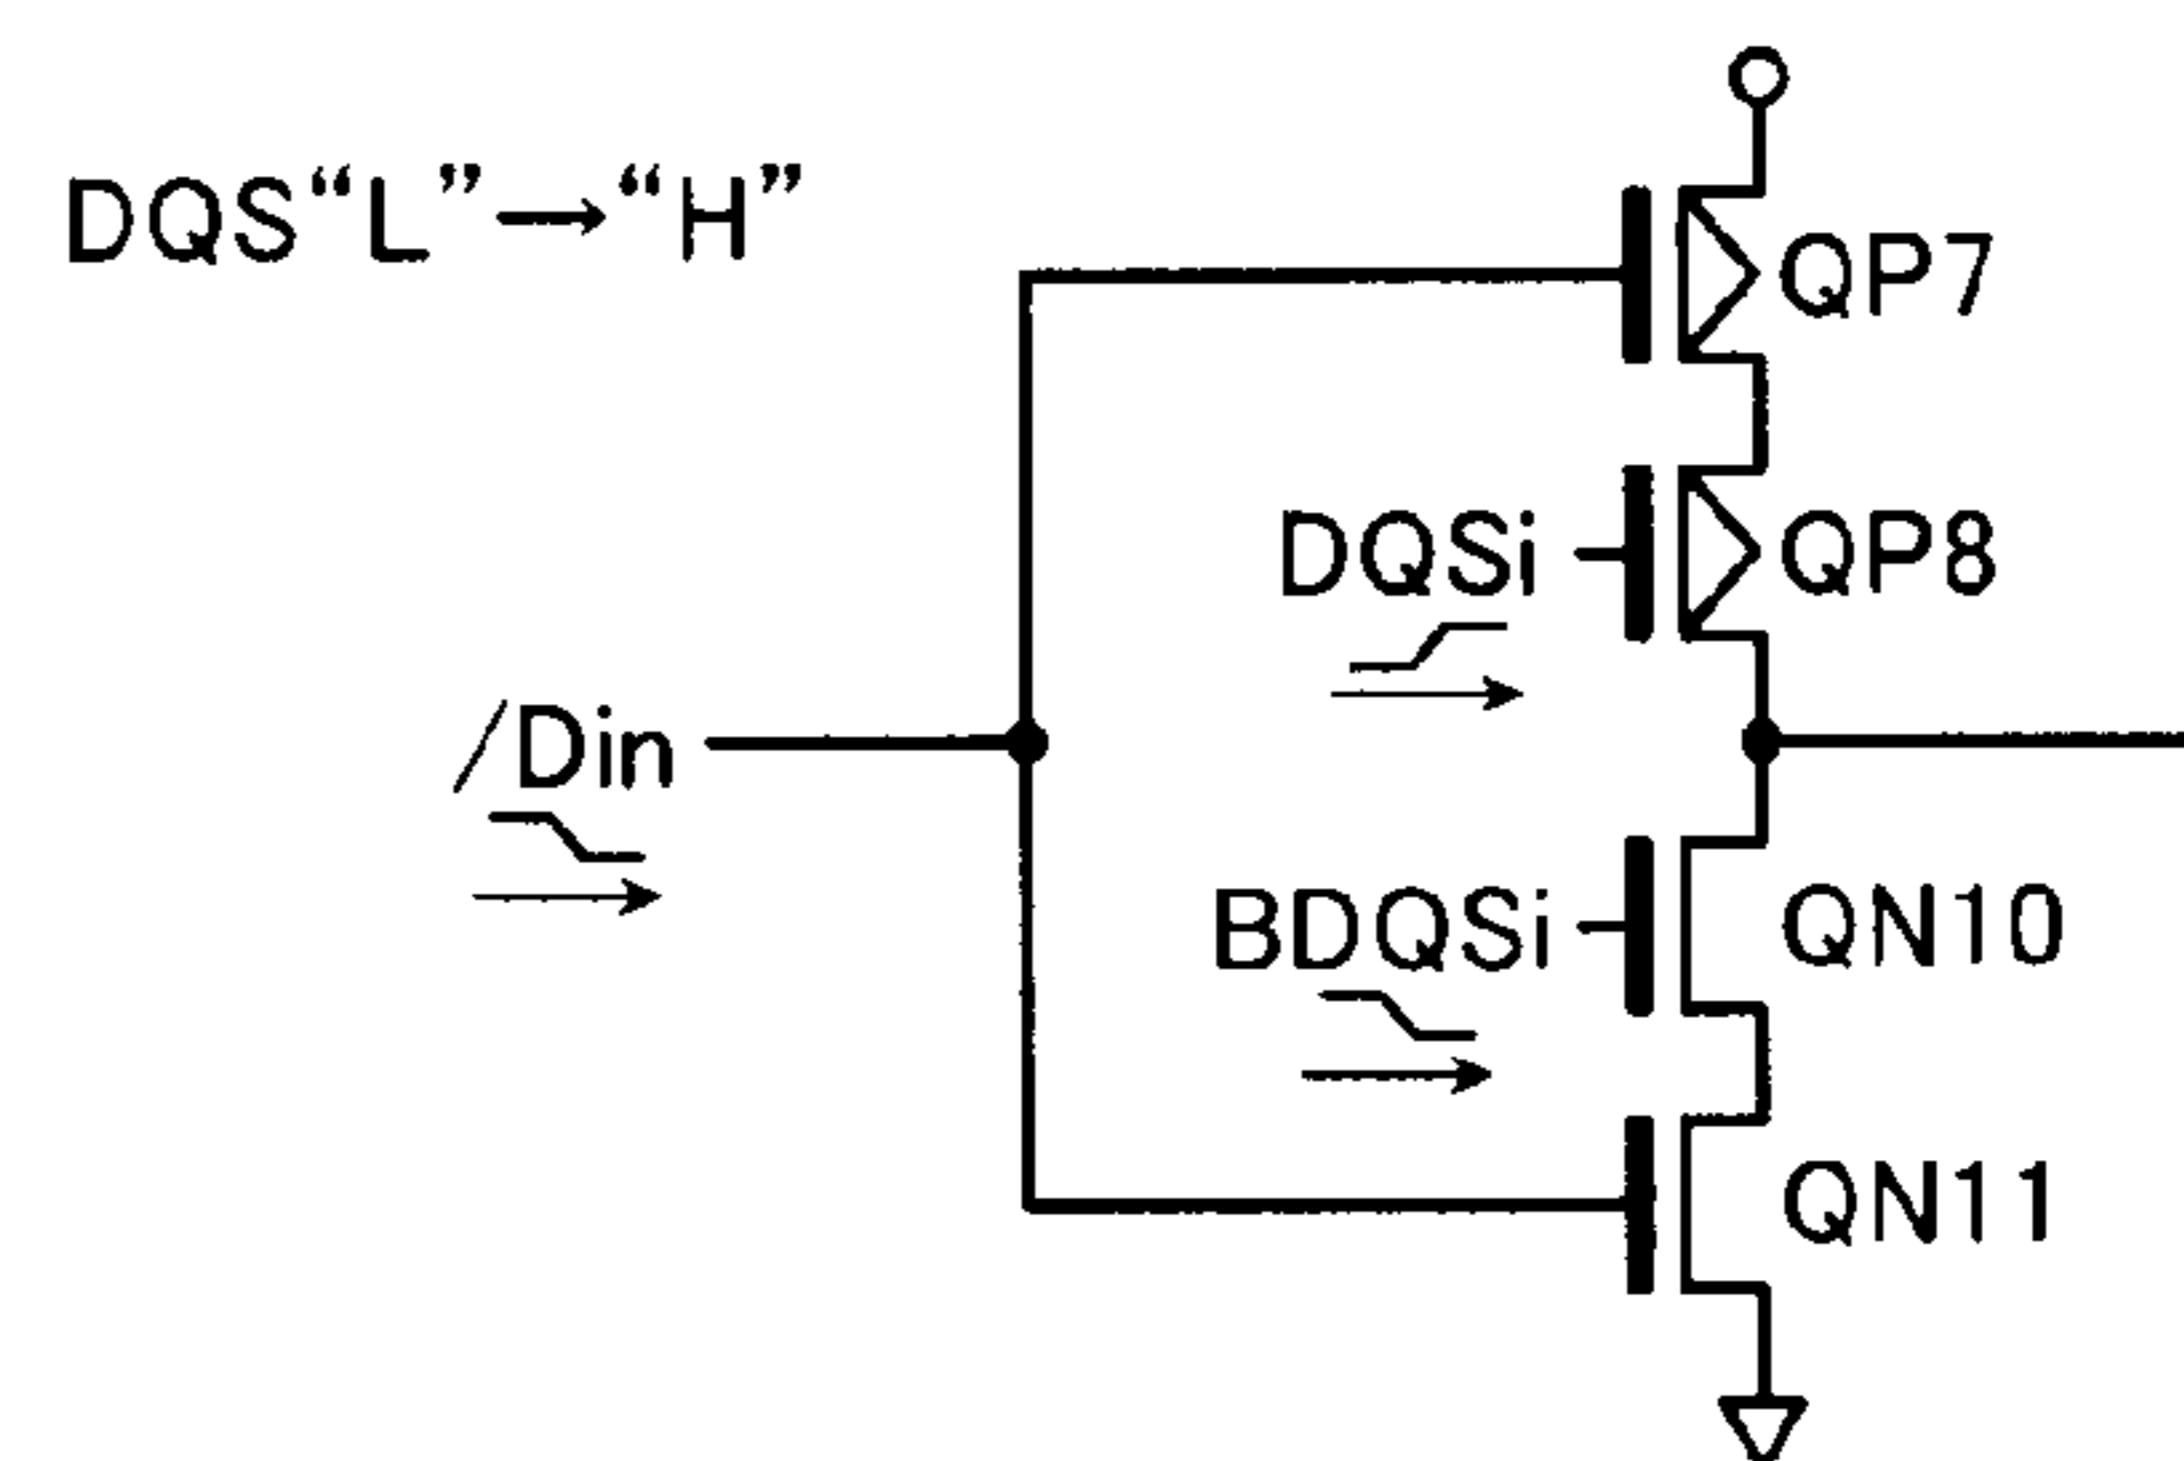 DQS“L”→“H”
QP7
DQSi
QP8
/Din
BDQSi
QN10
QN11